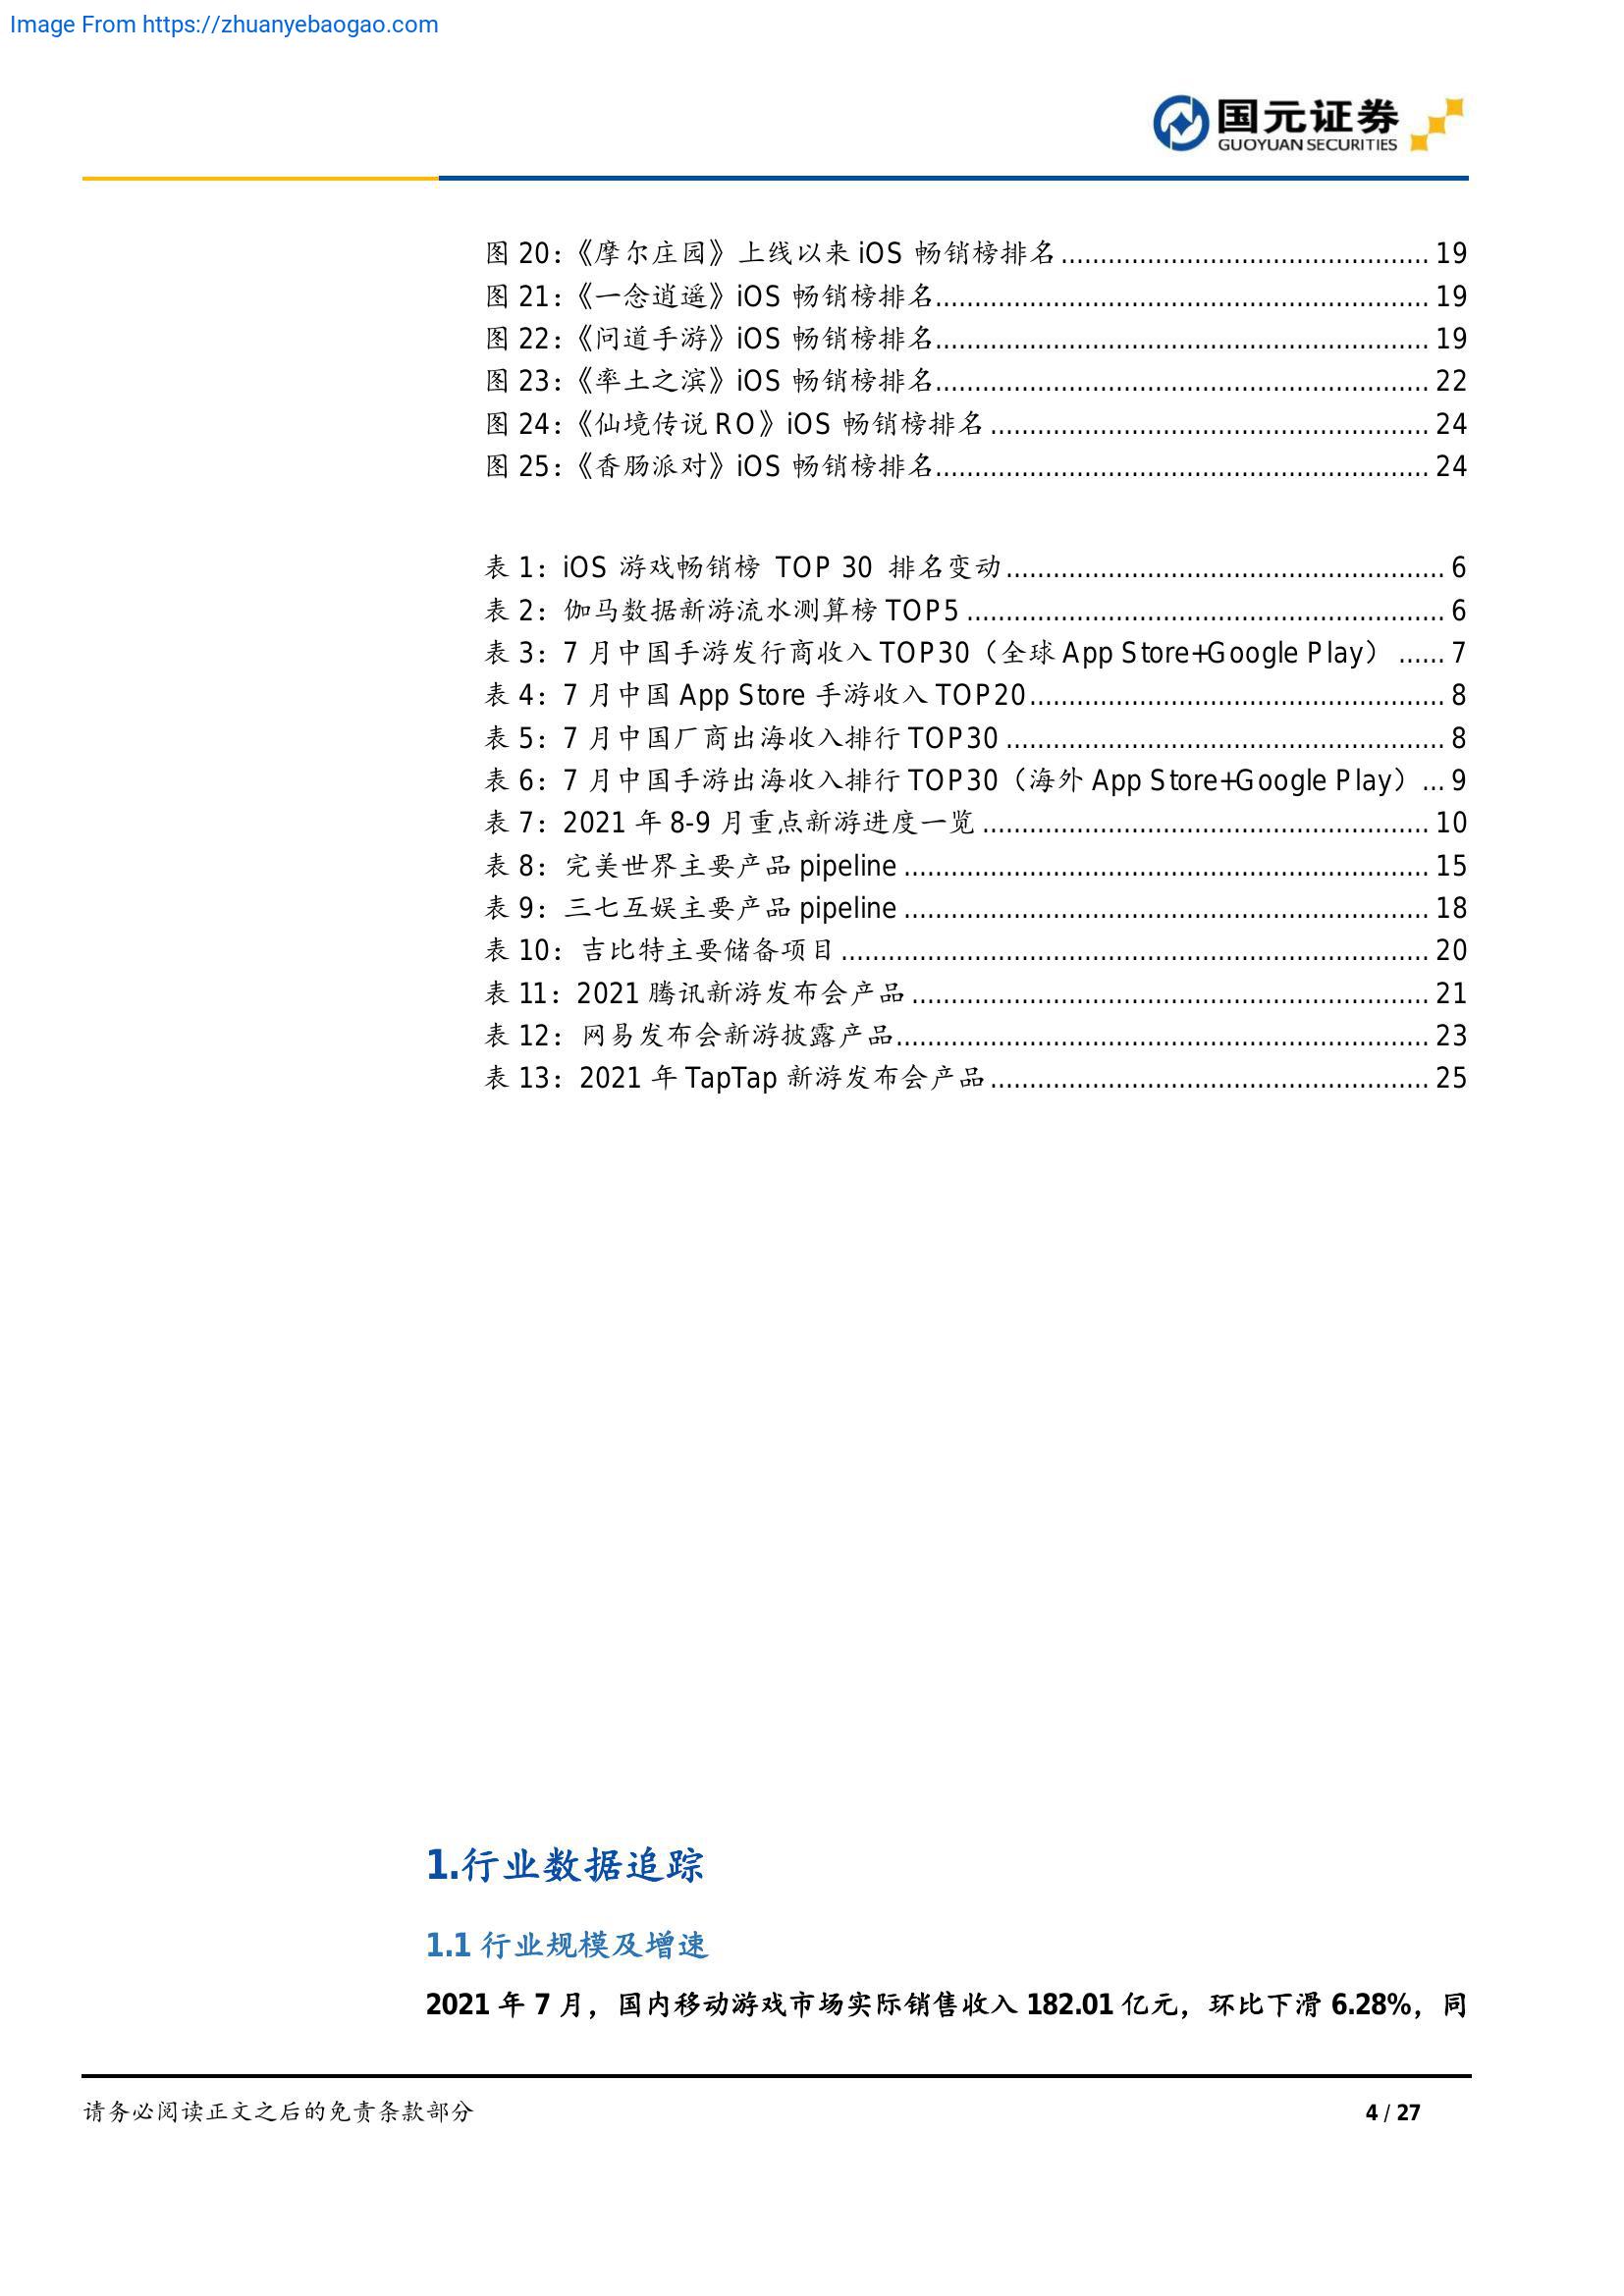 Image From https://zhuanyebaogao.com
国元证券
GUOYUAN SECURITIES
图 20：《摩尔庄园》上线以来 iOS 畅销榜排名.............................................. 19
图 21：《一念逍遥》iOS 畅销榜排名.............................................................. 19
图 22：《问道手游》iOS 畅销榜排名.............................................................. 19
图 23：《率土之滨》iOS 畅销榜排名.............................................................. 22
图 24：《仙境传说 RO》iOS 畅销榜排名....................................................... 24
图 25：《香肠派对》iOS 畅销榜排名.............................................................. 24
表 1：iOS 游戏畅销榜 TOP 30 排名变动....................................................... 6
表 2：伽马数据新游流水测算榜 TOP5............................................................ 6
表 3：7 月中国手游发行商收入 TOP30（全球 App Store+Google Play） ...... 7
表 4：7 月中国 App Store 手游收入 TOP20.................................................... 8
表 5：7 月中国厂商出海收入排行 TOP30....................................................... 8
表 6：7 月中国手游出海收入排行 TOP30（海外 App Store+Google Play）... 9
表 7：2021 年 8-9 月重点新游进度一览........................................................ 10
表 8：完美世界主要产品 pipeline.................................................................. 15
表 9：三七互娱主要产品 pipeline.................................................................. 18
表 10：吉比特主要储备项目.......................................................................... 20
表 11：2021 腾讯新游发布会产品................................................................. 21
表 12：网易发布会新游披露产品................................................................... 23
表 13：2021 年 TapTap 新游发布会产品....................................................... 25
1.行业数据追踪
1.1 行业规模及增速
2021 年 7 月，国内移动游戏市场实际销售收入 182.01 亿元，环比下滑 6.28%，同
请务必阅读正文之后的免责条款部分
4 / 27